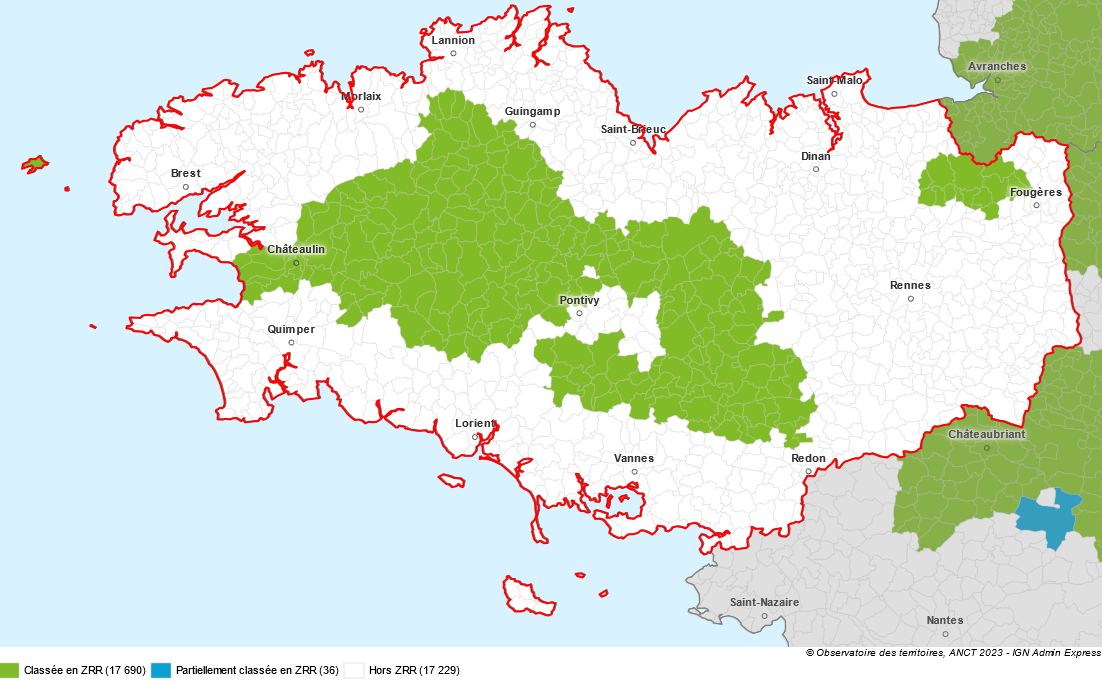 Lannion
Avranches
Saint-Malo
Morlaix
Guingamp
Saint-Brieuc
Dinan
Brest
Fougères
Châteaulin
Rennes
Pontivy
Quimper
Lorient
Châteaubriant
Vannes
Redon
Saint-Nazaire
Nantes
© Observatoire des territoires, ANCT 2023 - IGN Admin Express
Classée en ZRR (17 690) Partiellement classée en ZRR (36) Hors ZRR (17 229)